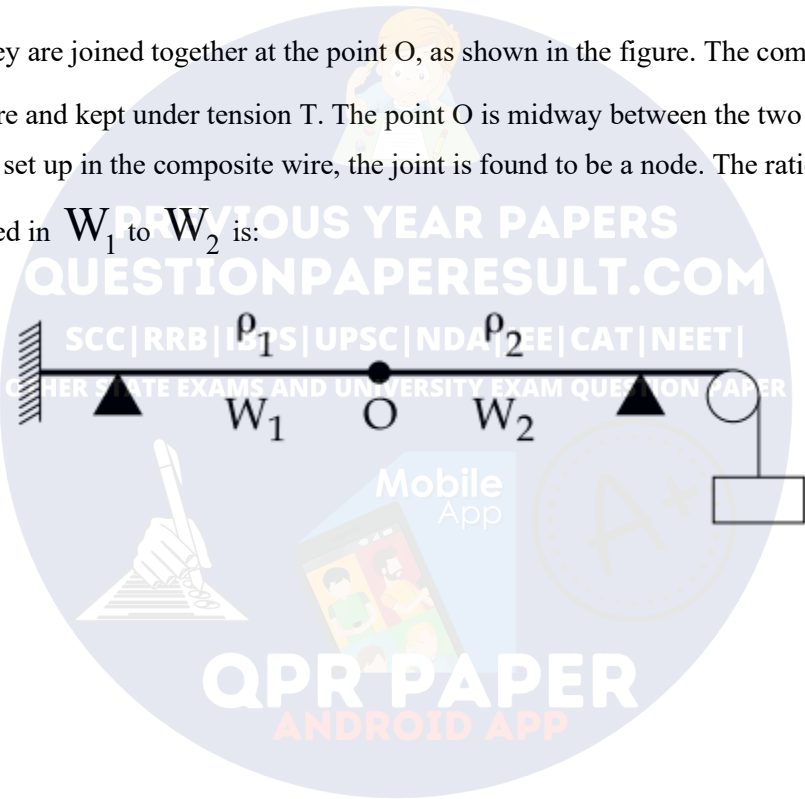 ey are joined together at the point O, as shown in the figure. The com
re and kept under tension T. The point O is midway between the two
set up in the composite wire, the joint is found to be a node. The rati
ed in W₁ to W₂ is:
PREVIOUS YEAR PAPERS
QUESTIONPAPERESULT.COM
SCC|RRB|IBPS|UPSC|NDA|JEE|CAT|NEET|
OTHER STATE EXAMS AND UNIVERSITY EXAM QUESTION PAPER
ρ₁ ρ₂
W₁ O W₂
Mobile
App
A+
QPR PAPER
ANDROID APP